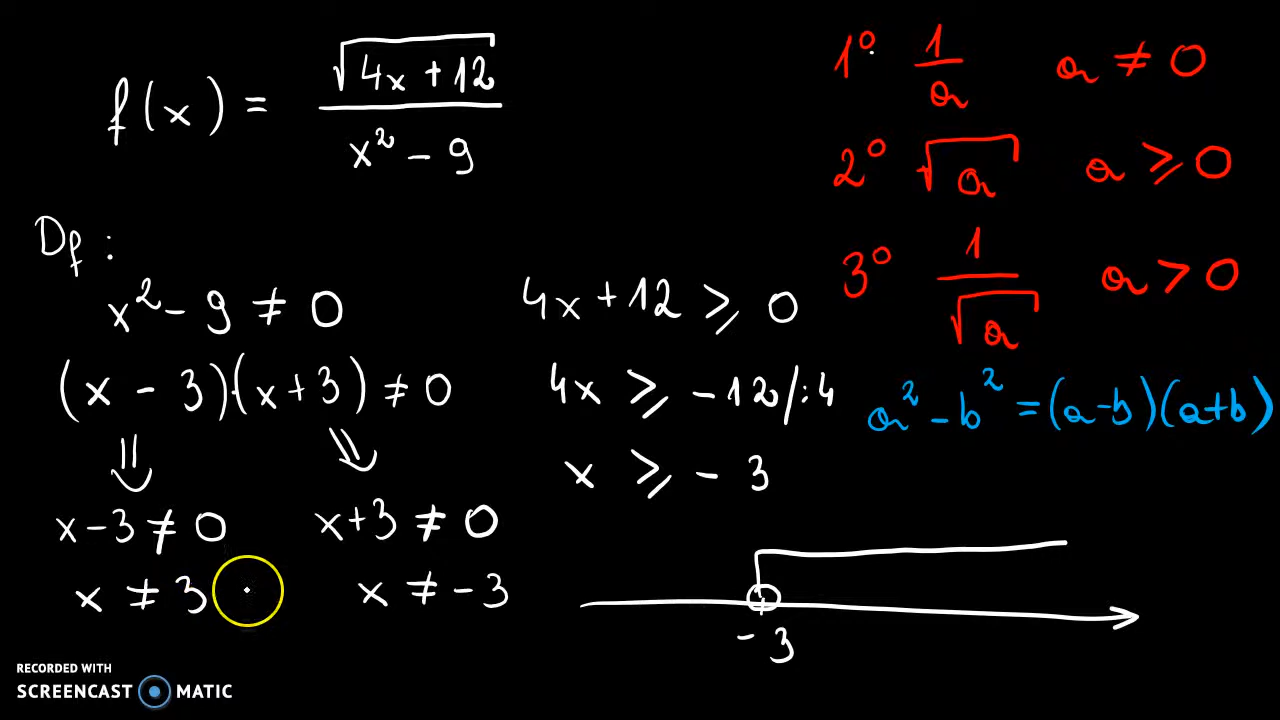 f(x) = √(4x + 12) / (x² - 9)
Df :
x² - 9 ≠ 0
(x - 3)·(x + 3) ≠ 0
⇓ ⇓
x - 3 ≠ 0 x + 3 ≠ 0
x ≠ 3 x ≠ - 3
4x + 12 ⩾ 0
4x ⩾ - 12 /:4
x ⩾ - 3
- 3
1° 1/a a ≠ 0
2° √a a ⩾ 0
3° 1/√a a > 0
a² - b² = (a-b)(a+b)
RECORDED WITH
SCREENCAST MATIC